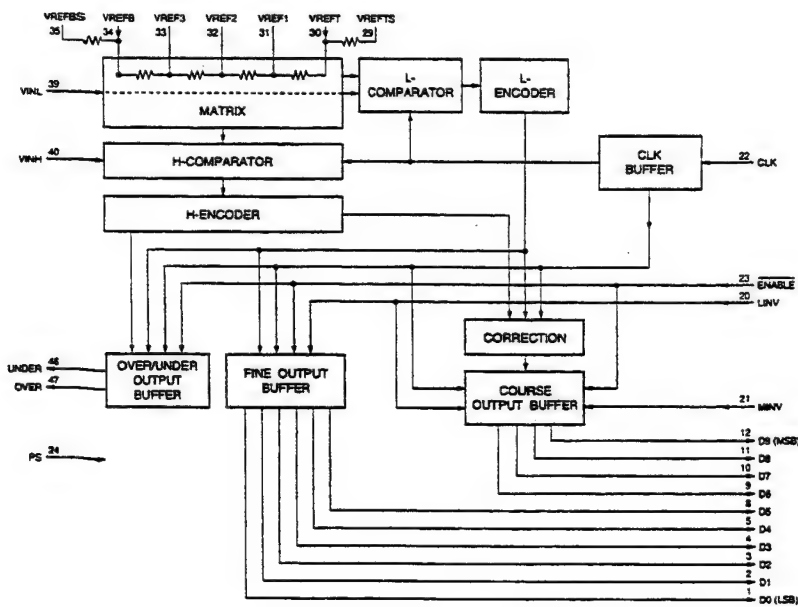 VREFBS VREFB VREF3 VREF2 VREF1 VREFT VREFTS
35 34 33 32 31 30 29
VINL 39
MATRIX
L-COMPARATOR
L-ENCODER
VINH 40
H-COMPARATOR
CLK BUFFER
22 CLK
H-ENCODER
23 ENABLE
20 LINV
CORRECTION
UNDER 46
OVER 47
OVER/UNDER OUTPUT BUFFER
FINE OUTPUT BUFFER
COURSE OUTPUT BUFFER
21 MINV
PS 24
12 D9 (MSB)
11 D8
10 D7
9 D6
8 D5
5 D4
4 D3
3 D2
2 D1
1 D0 (LSB)